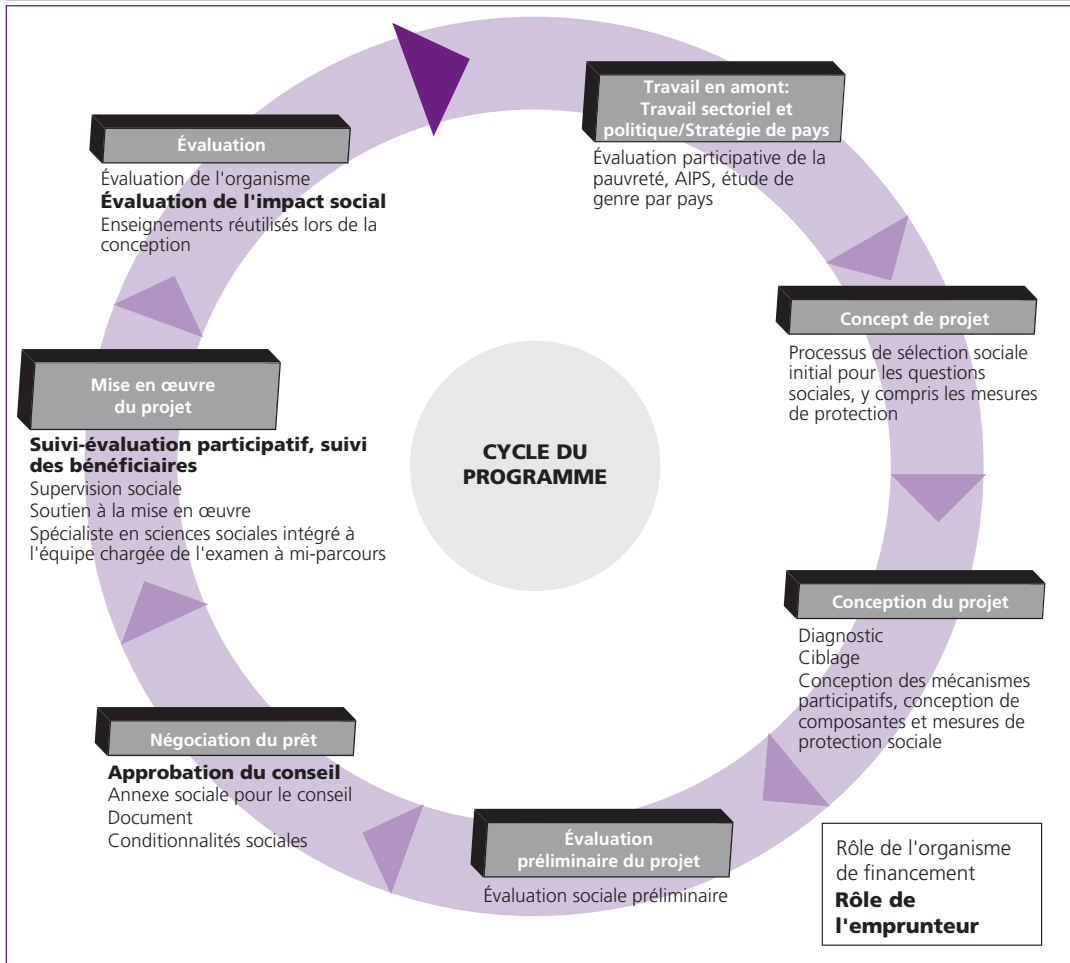 Travail en amont:
Travail sectoriel et
politique/Stratégie de pays
Évaluation participative de la
pauvreté, AIPS, étude de
genre par pays
Concept de projet
Processus de sélection sociale
initial pour les questions
sociales, y compris les mesures
de protection
Conception du projet
Diagnostic
Ciblage
Conception des mécanismes
participatifs, conception de
composantes et mesures de
protection sociale
Évaluation
préliminaire du projet
Évaluation sociale préliminaire
Négociation du prêt
Approbation du conseil
Annexe sociale pour le conseil
Document
Conditionnalités sociales
Mise en œuvre
du projet
Suivi-évaluation participatif, suivi
des bénéficiaires
Supervision sociale
Soutien à la mise en œuvre
Spécialiste en sciences sociales intégré à
l'équipe chargée de l'examen à mi-parcours
Évaluation
Évaluation de l'organisme
Évaluation de l'impact social
Enseignements réutilisés lors de la
conception
CYCLE DU
PROGRAMME
Rôle de l'organisme
de financement
Rôle de
l'emprunteur